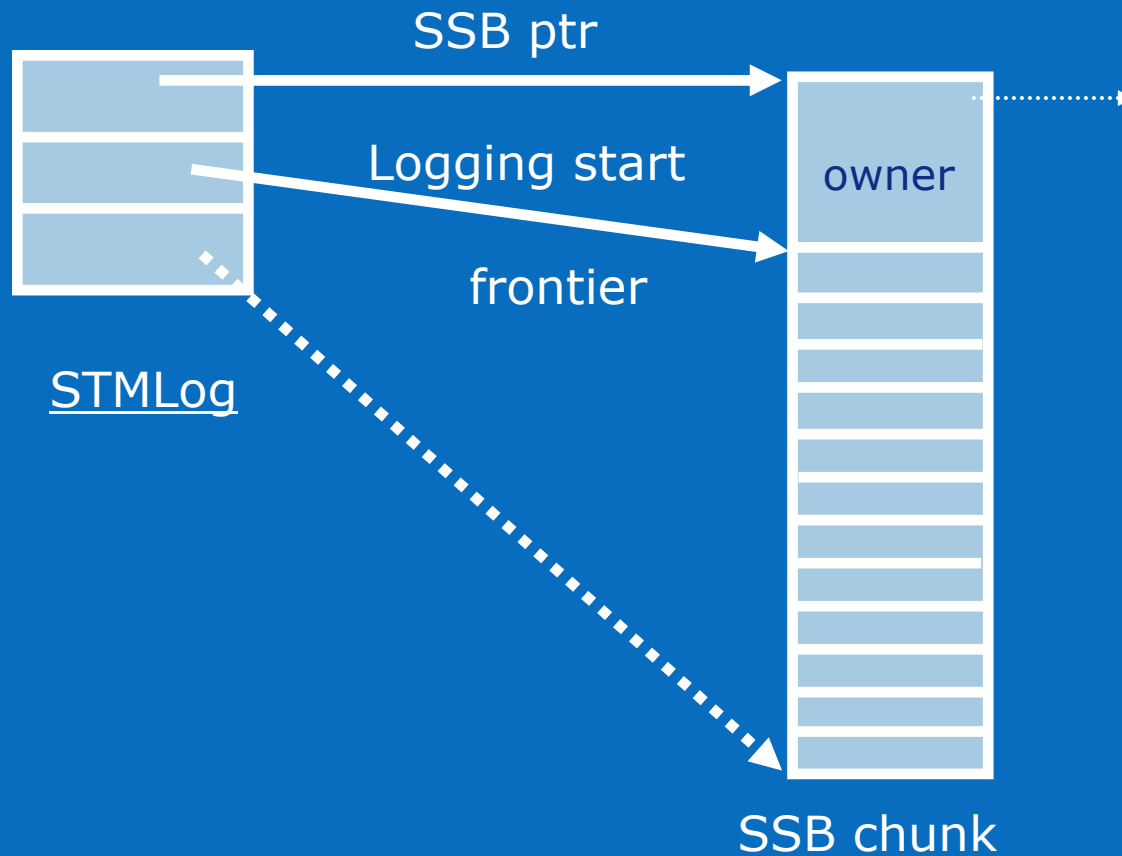 SSB ptr
Logging start
owner
frontier
STMLog
SSB chunk